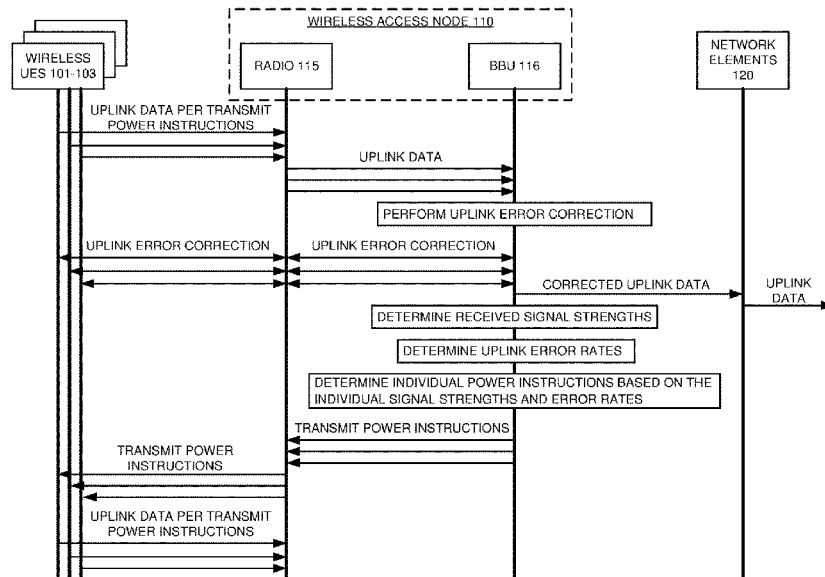 WIRELESS ACCESS NODE 110
WIRELESS
UES 101-103
RADIO 115
BBU 116
NETWORK
ELEMENTS
120
UPLINK DATA PER TRANSMIT
POWER INSTRUCTIONS
UPLINK DATA
PERFORM UPLINK ERROR CORRECTION
UPLINK ERROR CORRECTION
UPLINK ERROR CORRECTION
CORRECTED UPLINK DATA
UPLINK
DATA
DETERMINE RECEIVED SIGNAL STRENGTHS
DETERMINE UPLINK ERROR RATES
DETERMINE INDIVIDUAL POWER INSTRUCTIONS BASED ON THE
INDIVIDUAL SIGNAL STRENGTHS AND ERROR RATES
TRANSMIT POWER INSTRUCTIONS
TRANSMIT POWER
INSTRUCTIONS
UPLINK DATA PER TRANSMIT
POWER INSTRUCTIONS